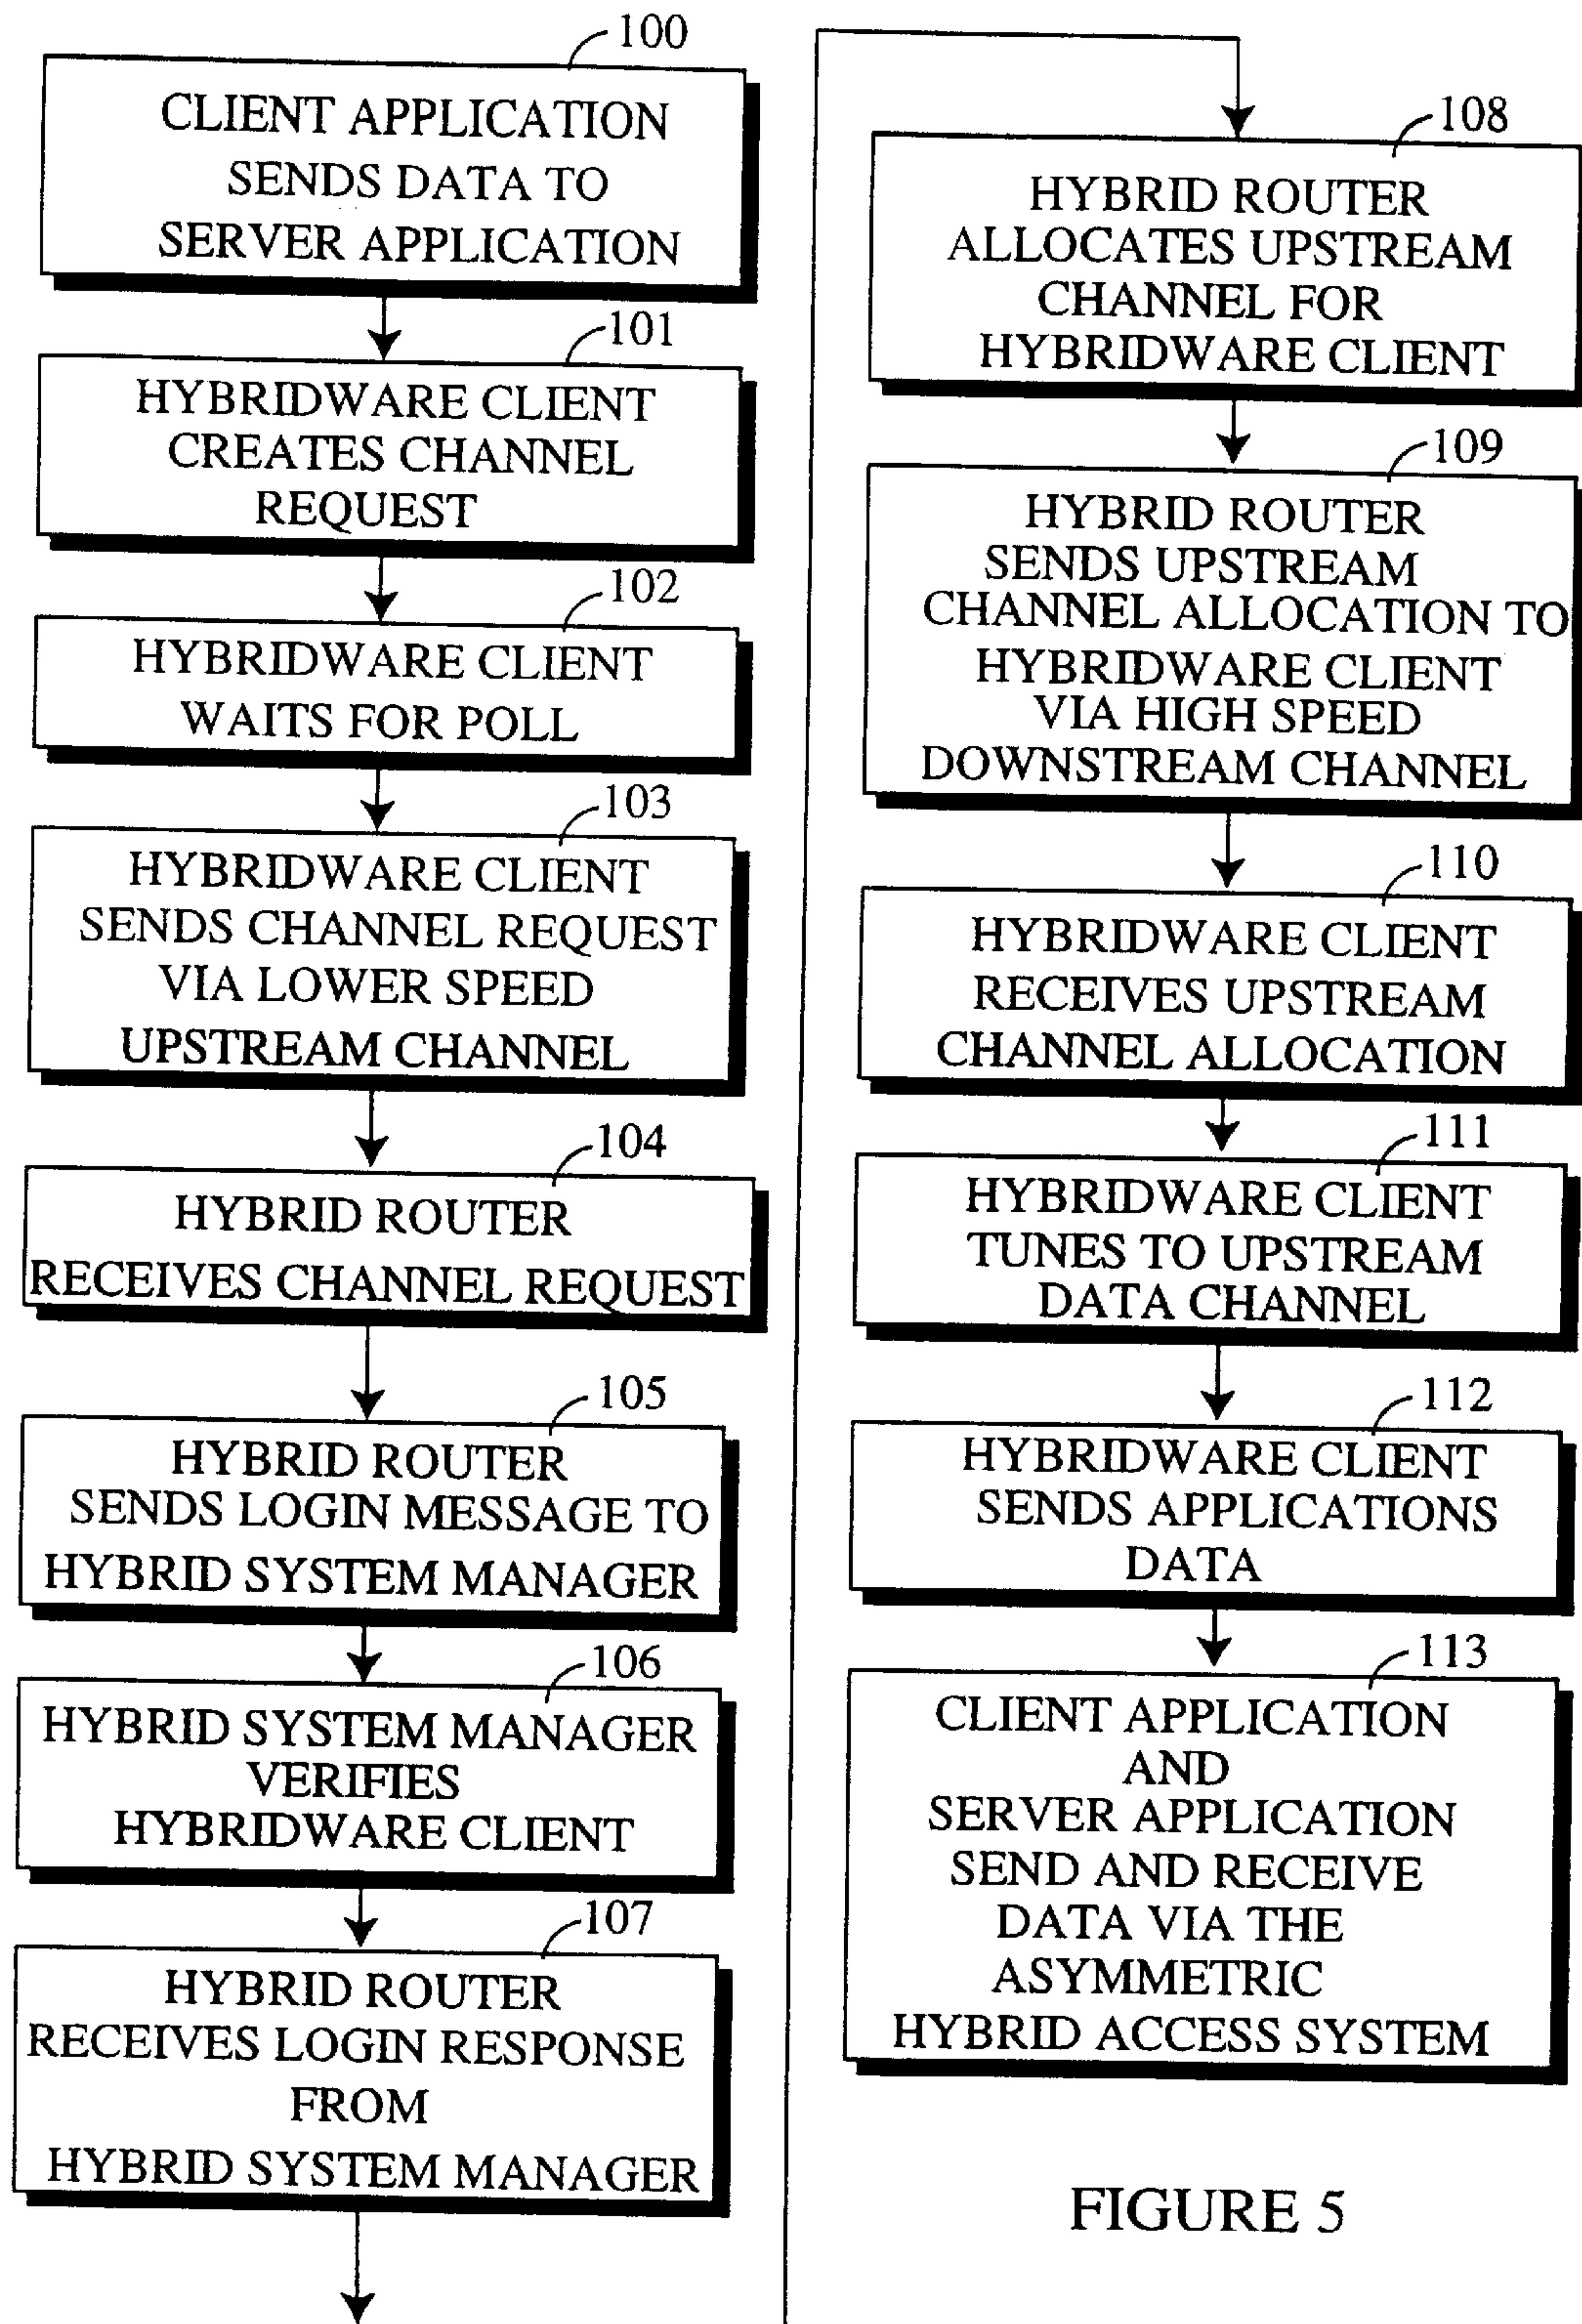 100
CLIENT APPLICATION
SENDS DATA TO
SERVER APPLICATION
101
HYBRIDWARE CLIENT
CREATES CHANNEL
REQUEST
102
HYBRIDWARE CLIENT
WAITS FOR POLL
103
HYBRIDWARE CLIENT
SENDS CHANNEL REQUEST
VIA LOWER SPEED
UPSTREAM CHANNEL
104
HYBRID ROUTER
RECEIVES CHANNEL REQUEST
105
HYBRID ROUTER
SENDS LOGIN MESSAGE TO
HYBRID SYSTEM MANAGER
106
HYBRID SYSTEM MANAGER
VERIFIES
HYBRIDWARE CLIENT
107
HYBRID ROUTER
RECEIVES LOGIN RESPONSE
FROM
HYBRID SYSTEM MANAGER
108
HYBRID ROUTER
ALLOCATES UPSTREAM
CHANNEL FOR
HYBRIDWARE CLIENT
109
HYBRID ROUTER
SENDS UPSTREAM
CHANNEL ALLOCATION TO
HYBRIDWARE CLIENT
VIA HIGH SPEED
DOWNSTREAM CHANNEL
110
HYBRIDWARE CLIENT
RECEIVES UPSTREAM
CHANNEL ALLOCATION
111
HYBRIDWARE CLIENT
TUNES TO UPSTREAM
DATA CHANNEL
112
HYBRIDWARE CLIENT
SENDS APPLICATIONS
DATA
113
CLIENT APPLICATION
AND
SERVER APPLICATION
SEND AND RECEIVE
DATA VIA THE
ASYMMETRIC
HYBRID ACCESS SYSTEM
FIGURE 5